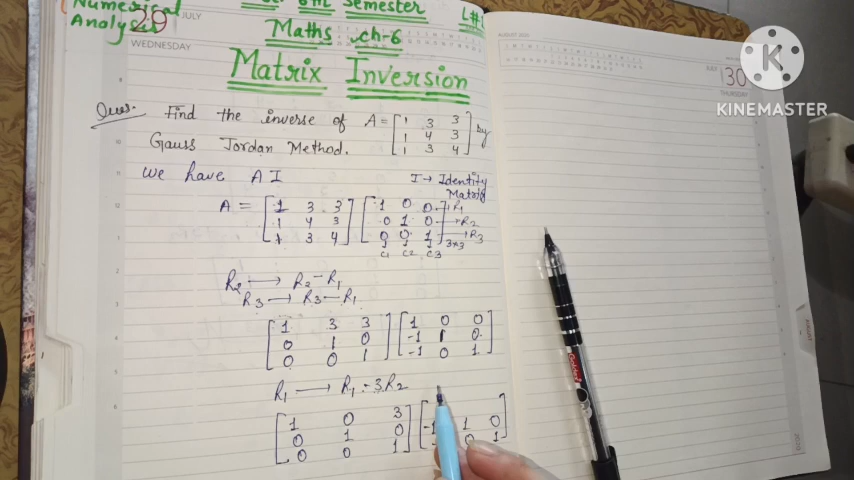 Numerical
Analysis
29 JULY
WEDNESDAY
Semester
L#1
Maths ch-6
Matrix Inversion
Ques. Find the inverse of A = [ 1 3 3
1 4 3
1 3 4 ] by
Gauss Jordan Method.
we have A I
I → Identity
Matrix
A = [ 1 3 3 [ 1 0 0 → R1
1 4 3 0 1 0 → R2
1 3 4 ] 0 0 1 ] → R3
3×3
C1 C2 C3
R2 → R2 - R1
R3 → R3 - R1
[ 1 3 3 [ 1 0 0
0 1 0 -1 1 0
0 0 1 ] -1 0 1 ]
R1 → R1 - 3R2
[ 1 0 3 [
0 1 0 -1 1 0
0 0 1 ] 0 1 ]
AUGUST 2020
JULY 30
THURSDAY
KINEMASTER